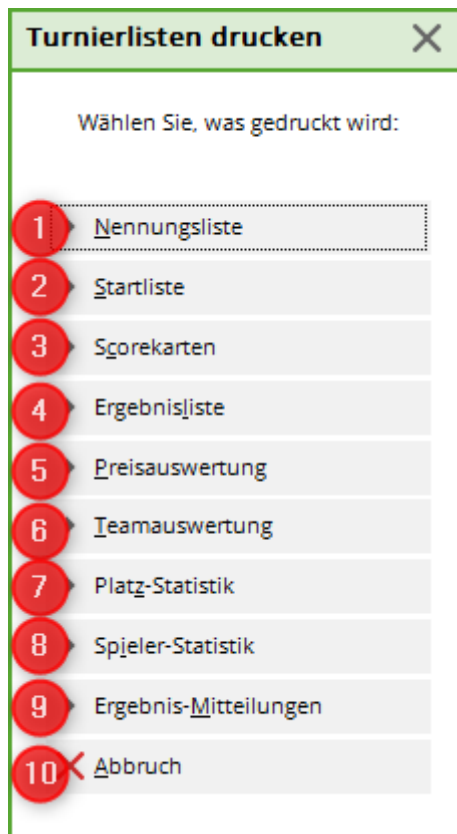 Turnierlisten drucken
Wählen Sie, was gedruckt wird:
1 Nennungsliste
2 Startliste
3 Scorekarten
4 Ergebnisliste
5 Preisauswertung
6 Teamauswertung
7 Platz-Statistik
8 Spieler-Statistik
9 Ergebnis-Mitteilungen
10 Abbruch